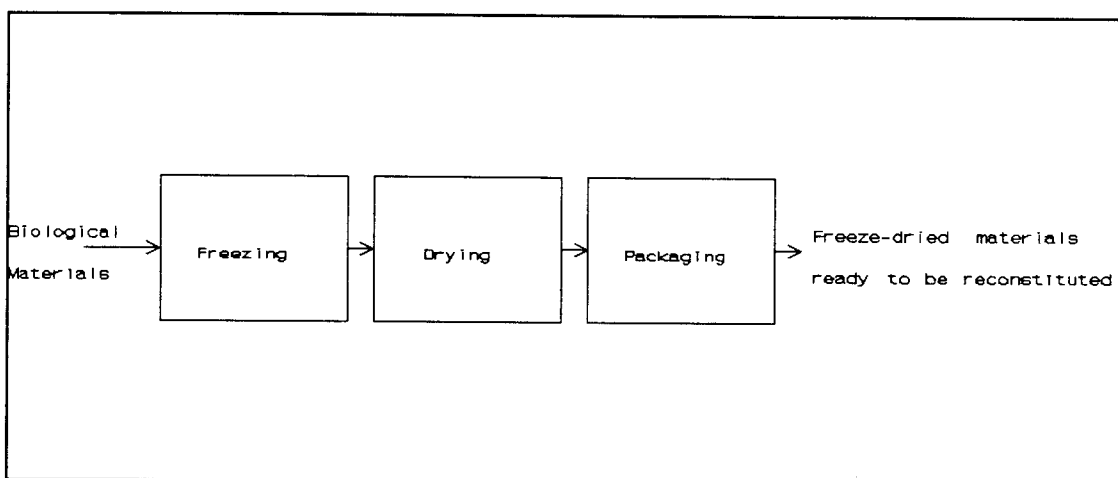 Biological
Materials
Freezing
Drying
Packaging
Freeze-dried materials
ready to be reconstituted